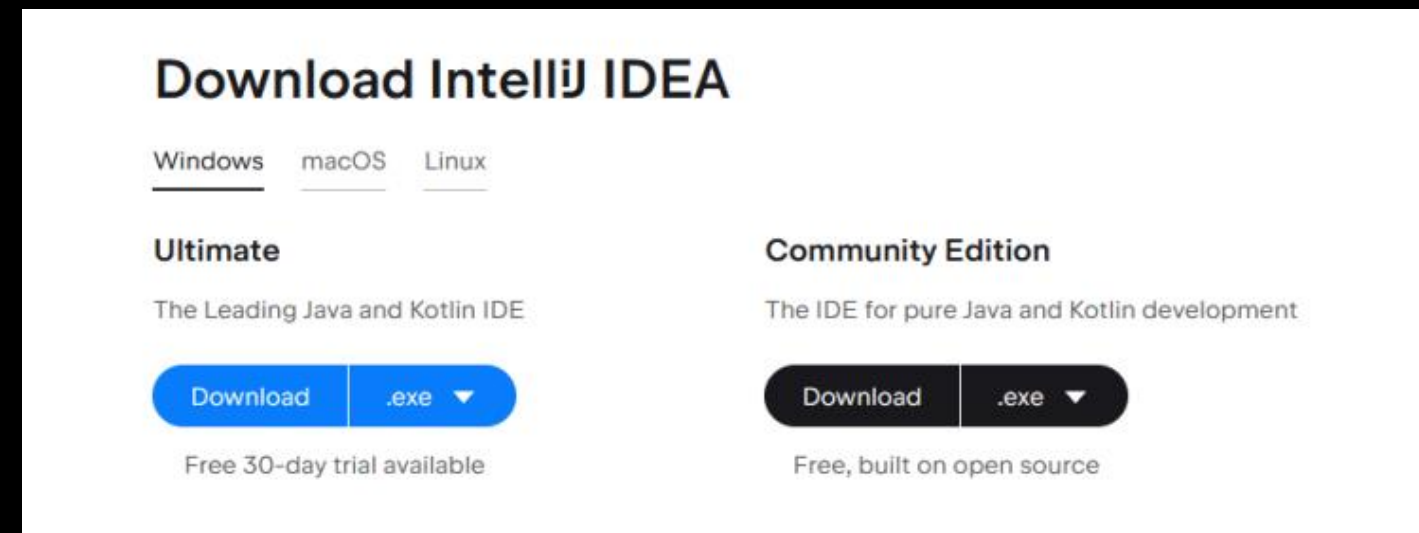 Download IntelliJ IDEA
Windows macOS Linux
Ultimate
The Leading Java and Kotlin IDE
Download .exe
Free 30-day trial available
Community Edition
The IDE for pure Java and Kotlin development
Download .exe
Free, built on open source